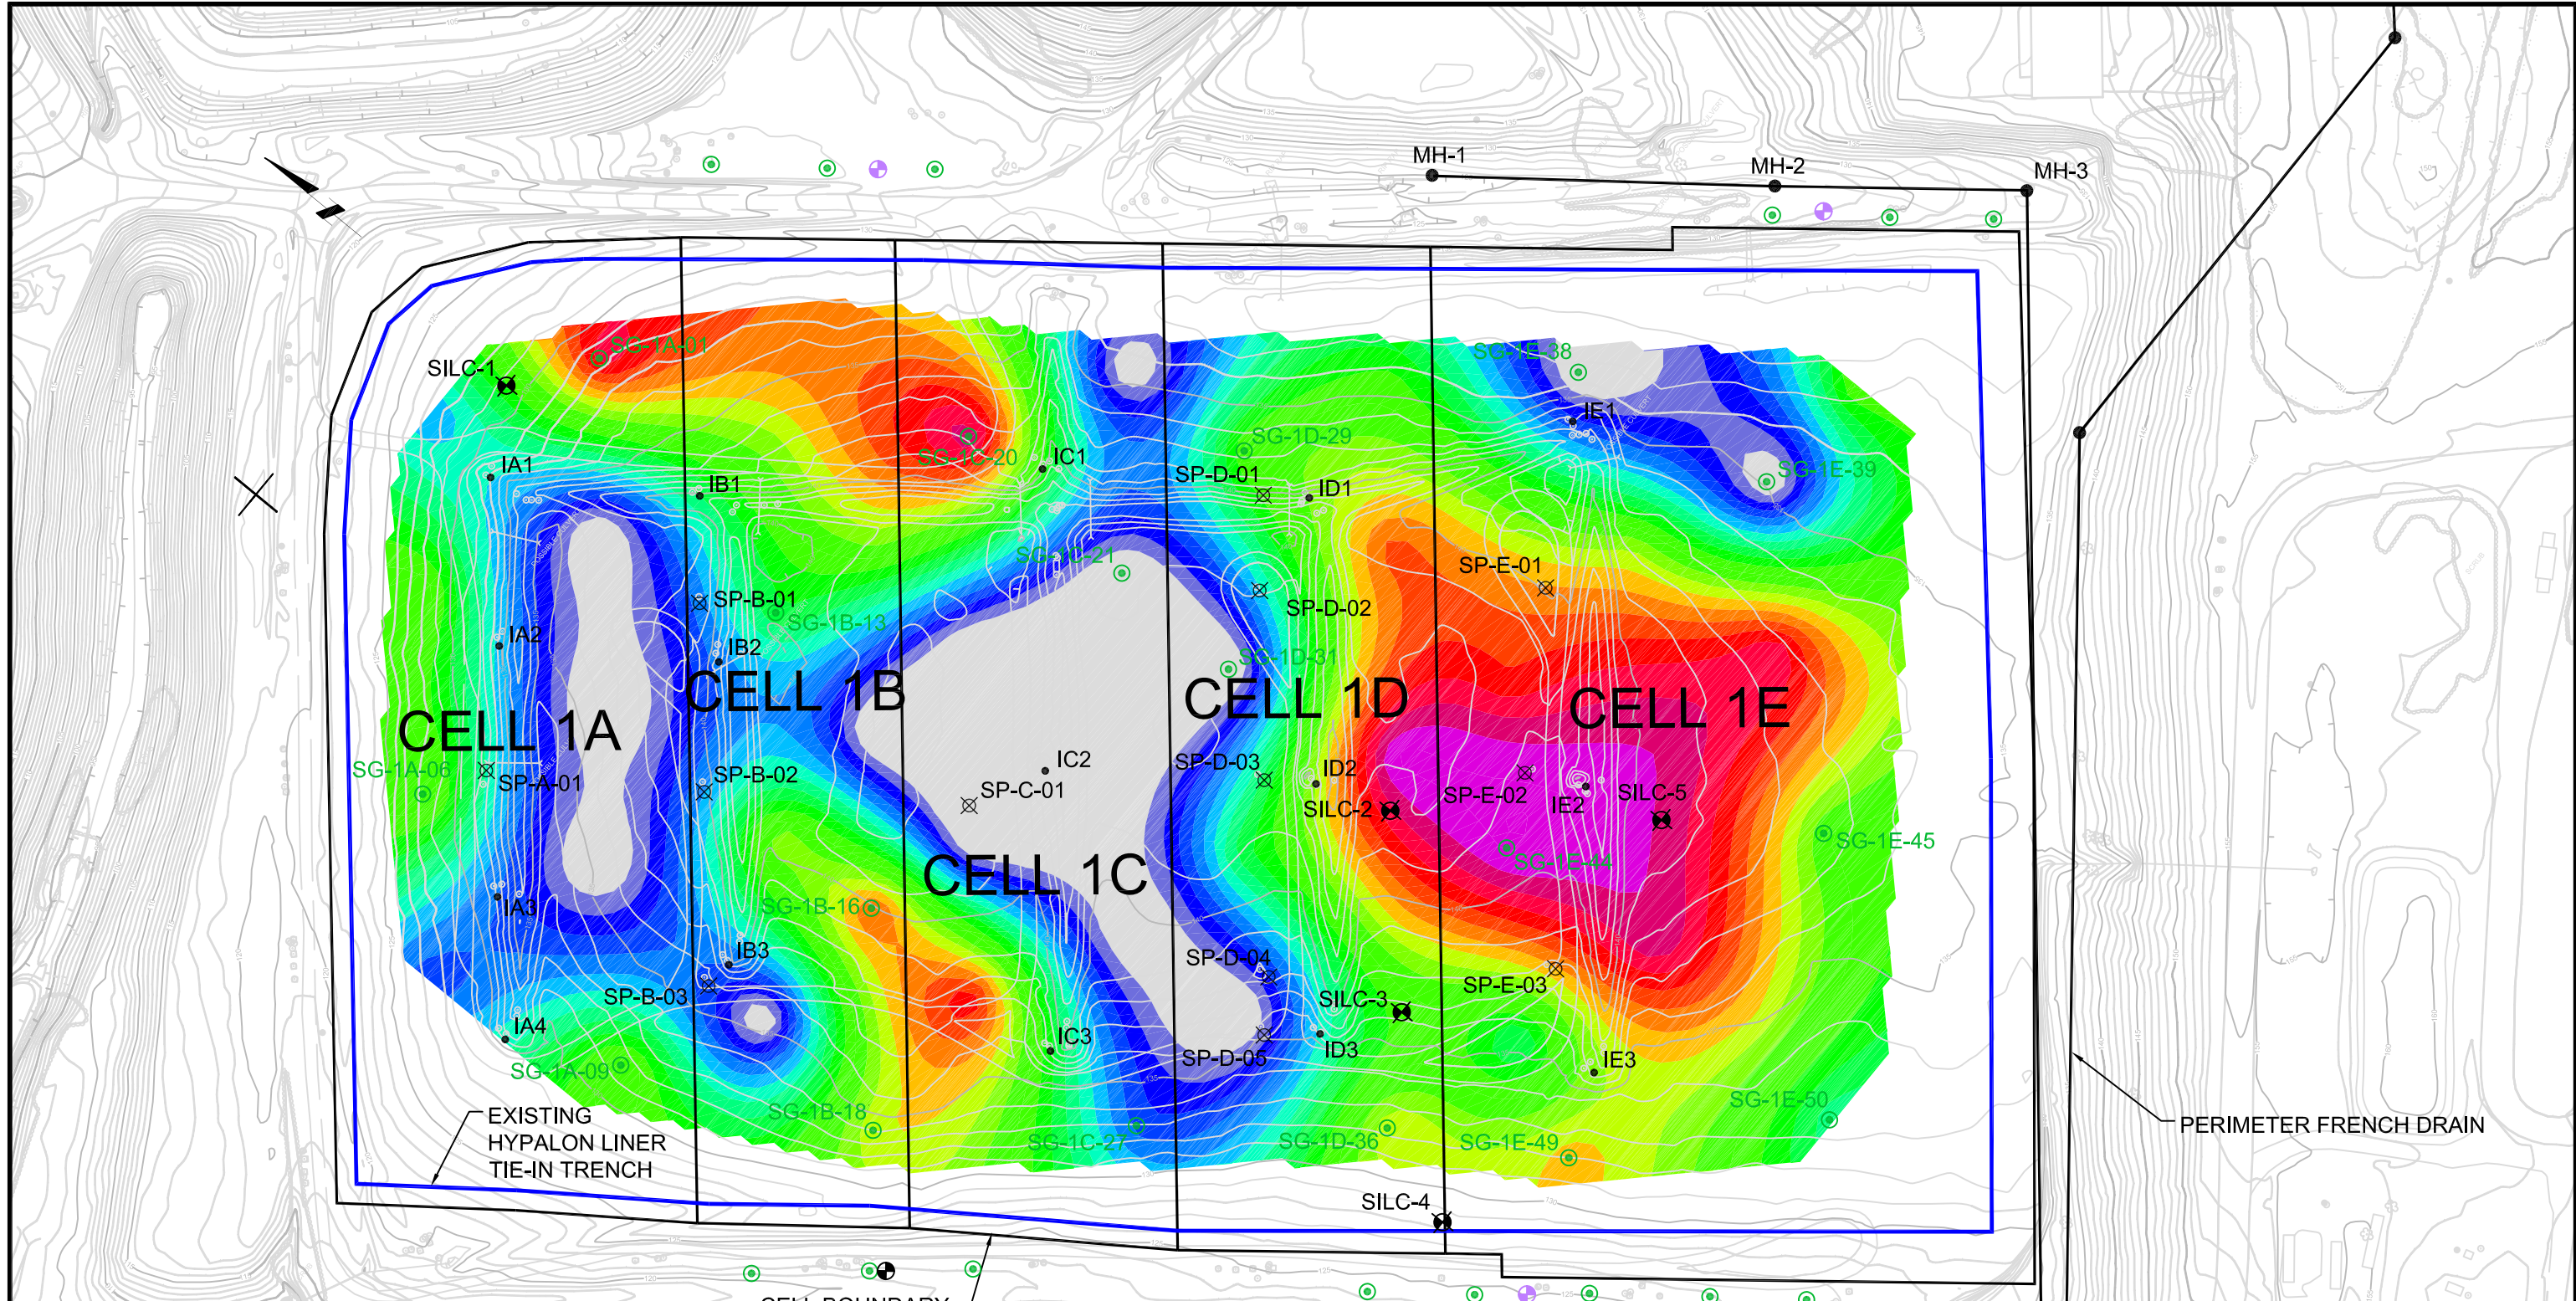 MH-1
MH-2
MH-3
SG-1A-01
SG-1E-38
SILC-1
IE1
SG-1D-29
SG-1C-20
IC1
IA1
SP-D-01
SG-1E-39
IB1
ID1
SG-1C-21
SP-E-01
SP-B-01
SP-D-02
SG-1B-13
IA2
IB2
SG-1D-31
CELL 1A
CELL 1B
CELL 1D
CELL 1E
SG-1A-06
SP-A-01
SP-B-02
IC2
SP-C-01
SP-D-03
ID2
SILC-2
SP-E-02
IE2
SILC-5
SG-1E-45
SG-1E-44
CELL 1C
IA3
SG-1B-16
IB3
SP-B-03
SP-D-04
SILC-3
SP-E-03
IA4
IC3
SP-D-05
ID3
IE3
SG-1A-09
SG-1B-18
SG-1C-27
SG-1D-36
SG-1E-49
SG-1E-50
EXISTING
HYPALON LINER
TIE-IN TRENCH
PERIMETER FRENCH DRAIN
SILC-4
CELL BOUNDARY